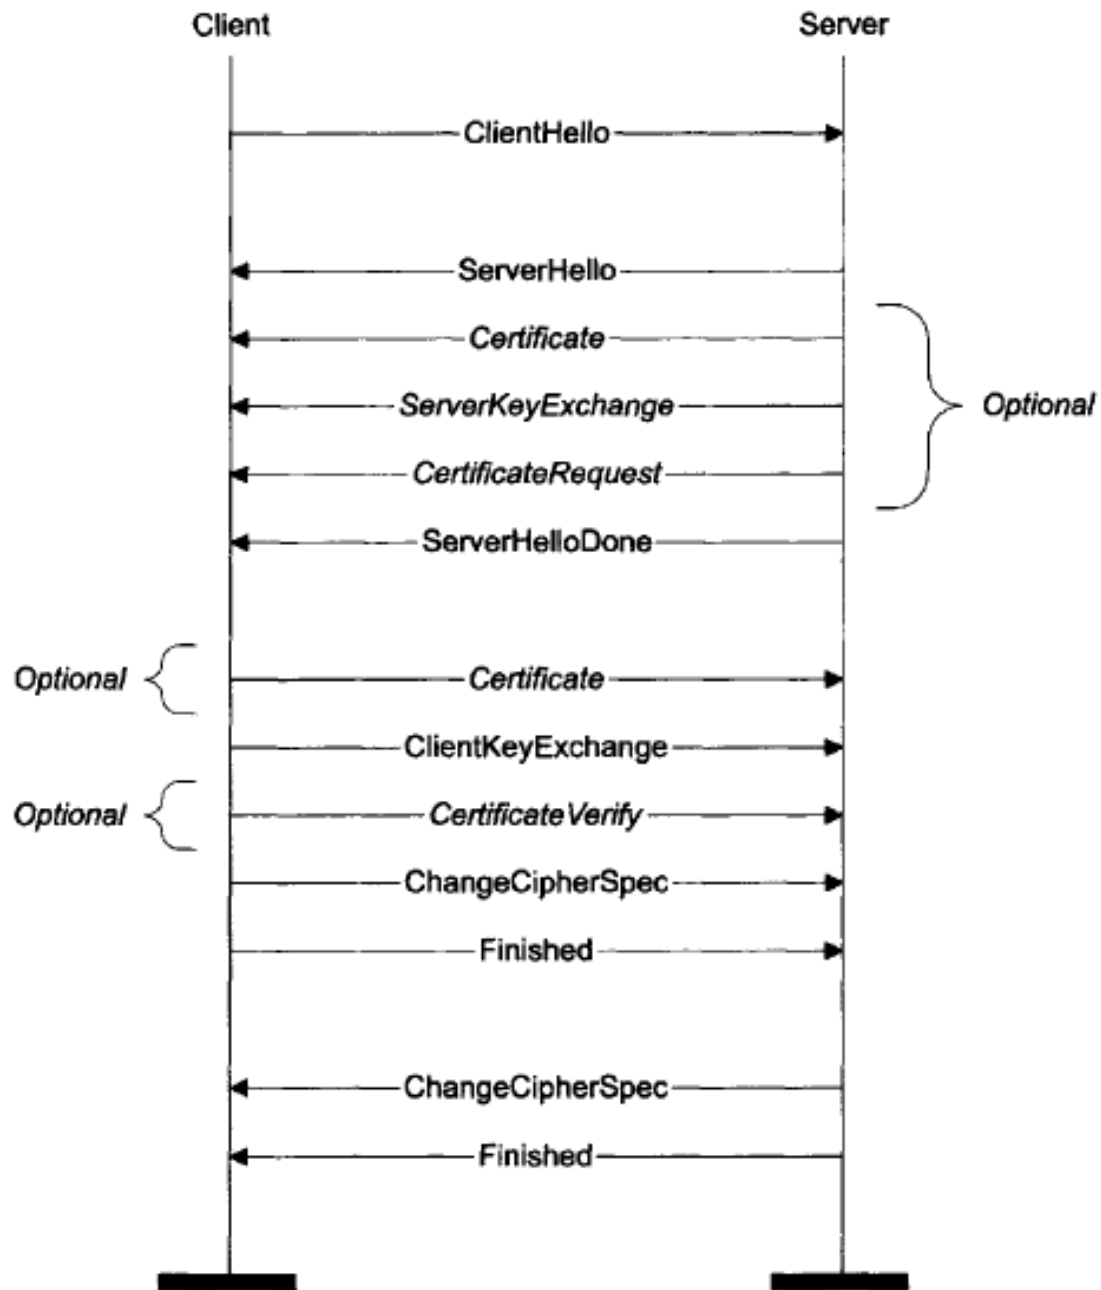 Client
Server
ClientHello
ServerHello
Certificate
ServerKeyExchange
Optional
CertificateRequest
ServerHelloDone
Optional
Certificate
ClientKeyExchange
Optional
CertificateVerify
ChangeCipherSpec
Finished
ChangeCipherSpec
Finished